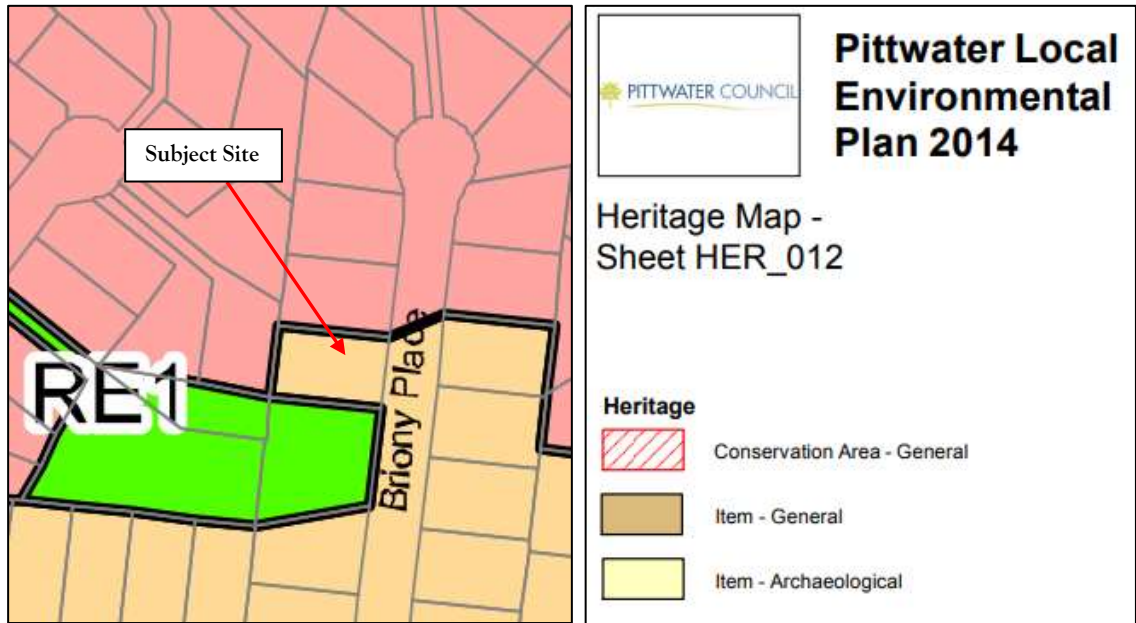 Subject Site
RE1
Briony Place
PITTWATER COUNCIL
Pittwater Local
Environmental
Plan 2014
Heritage Map -
Sheet HER_012
Heritage
Conservation Area - General
Item - General
Item - Archaeological